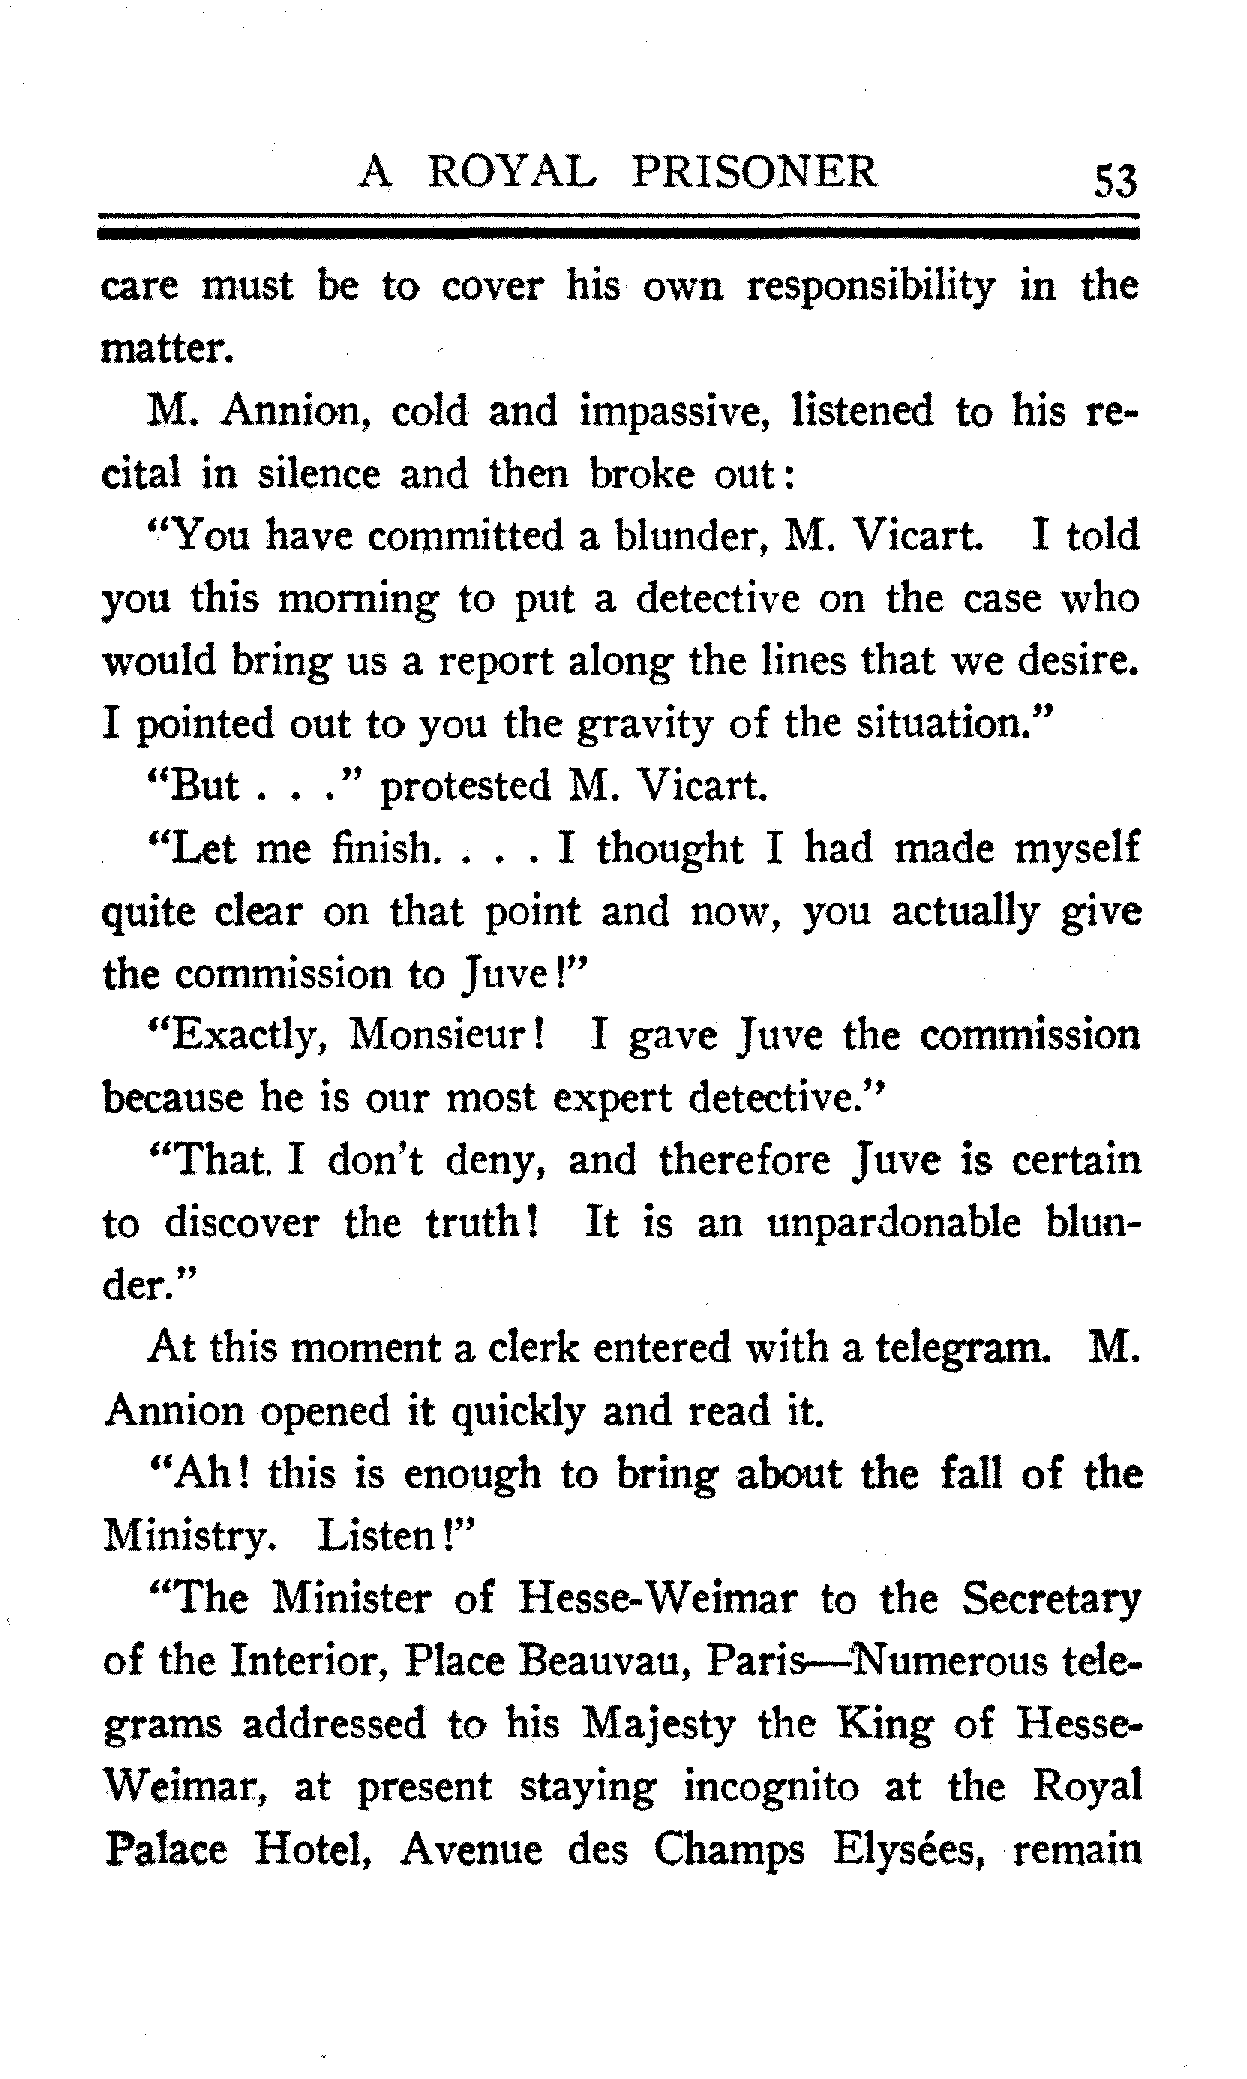 A ROYAL PRISONER 53
care must be to cover his own responsibility in the
matter.
M. Annion, cold and impassive, listened to his re-
cital in silence and then broke out:
"You have committed a blunder, M. Vicart. I told
you this morning to put a detective on the case who
would bring us a report along the lines that we desire.
I pointed out to you the gravity of the situation."
"But . . ." protested M. Vicart.
"Let me finish. . . . I thought I had made myself
quite clear on that point and now, you actually give
the commission to Juve!"
"Exactly, Monsieur! I gave Juve the commission
because he is our most expert detective."
"That. I don't deny, and therefore Juve is certain
to discover the truth! It is an unpardonable blun-
der."
At this moment a clerk entered with a telegram. M.
Annion opened it quickly and read it.
"Ah! this is enough to bring about the fall of the
Ministry. Listen!"
"The Minister of Hesse-Weimar to the Secretary
of the Interior, Place Beauvau, Paris—Numerous tele-
grams addressed to his Majesty the King of Hesse-
Weimar, at present staying incognito at the Royal
Palace Hotel, Avenue des Champs Elysées, remain